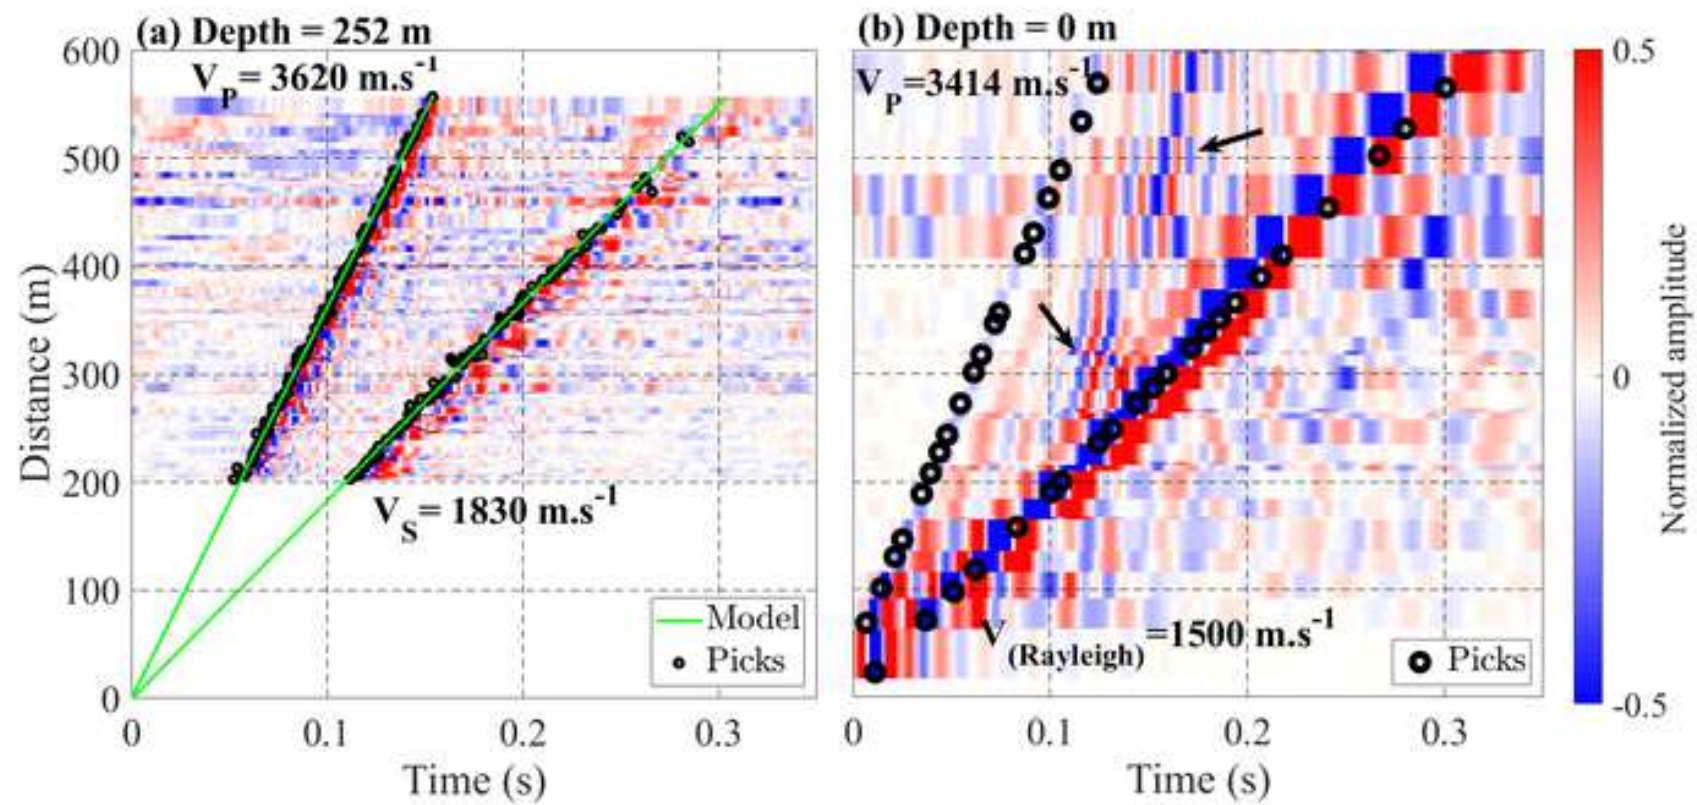 (a) Depth = 252 m
V_P = 3620 m.s^-1
V_S = 1830 m.s^-1
Model
Picks
600
500
400
300
200
100
0
Distance (m)
0 0.1 0.2 0.3
Time (s)
(b) Depth = 0 m
V_P = 3414 m.s^-1
V_(Rayleigh) = 1500 m.s^-1
Picks
0 0.1 0.2 0.3
Time (s)
0.5
0
-0.5
Normalized amplitude